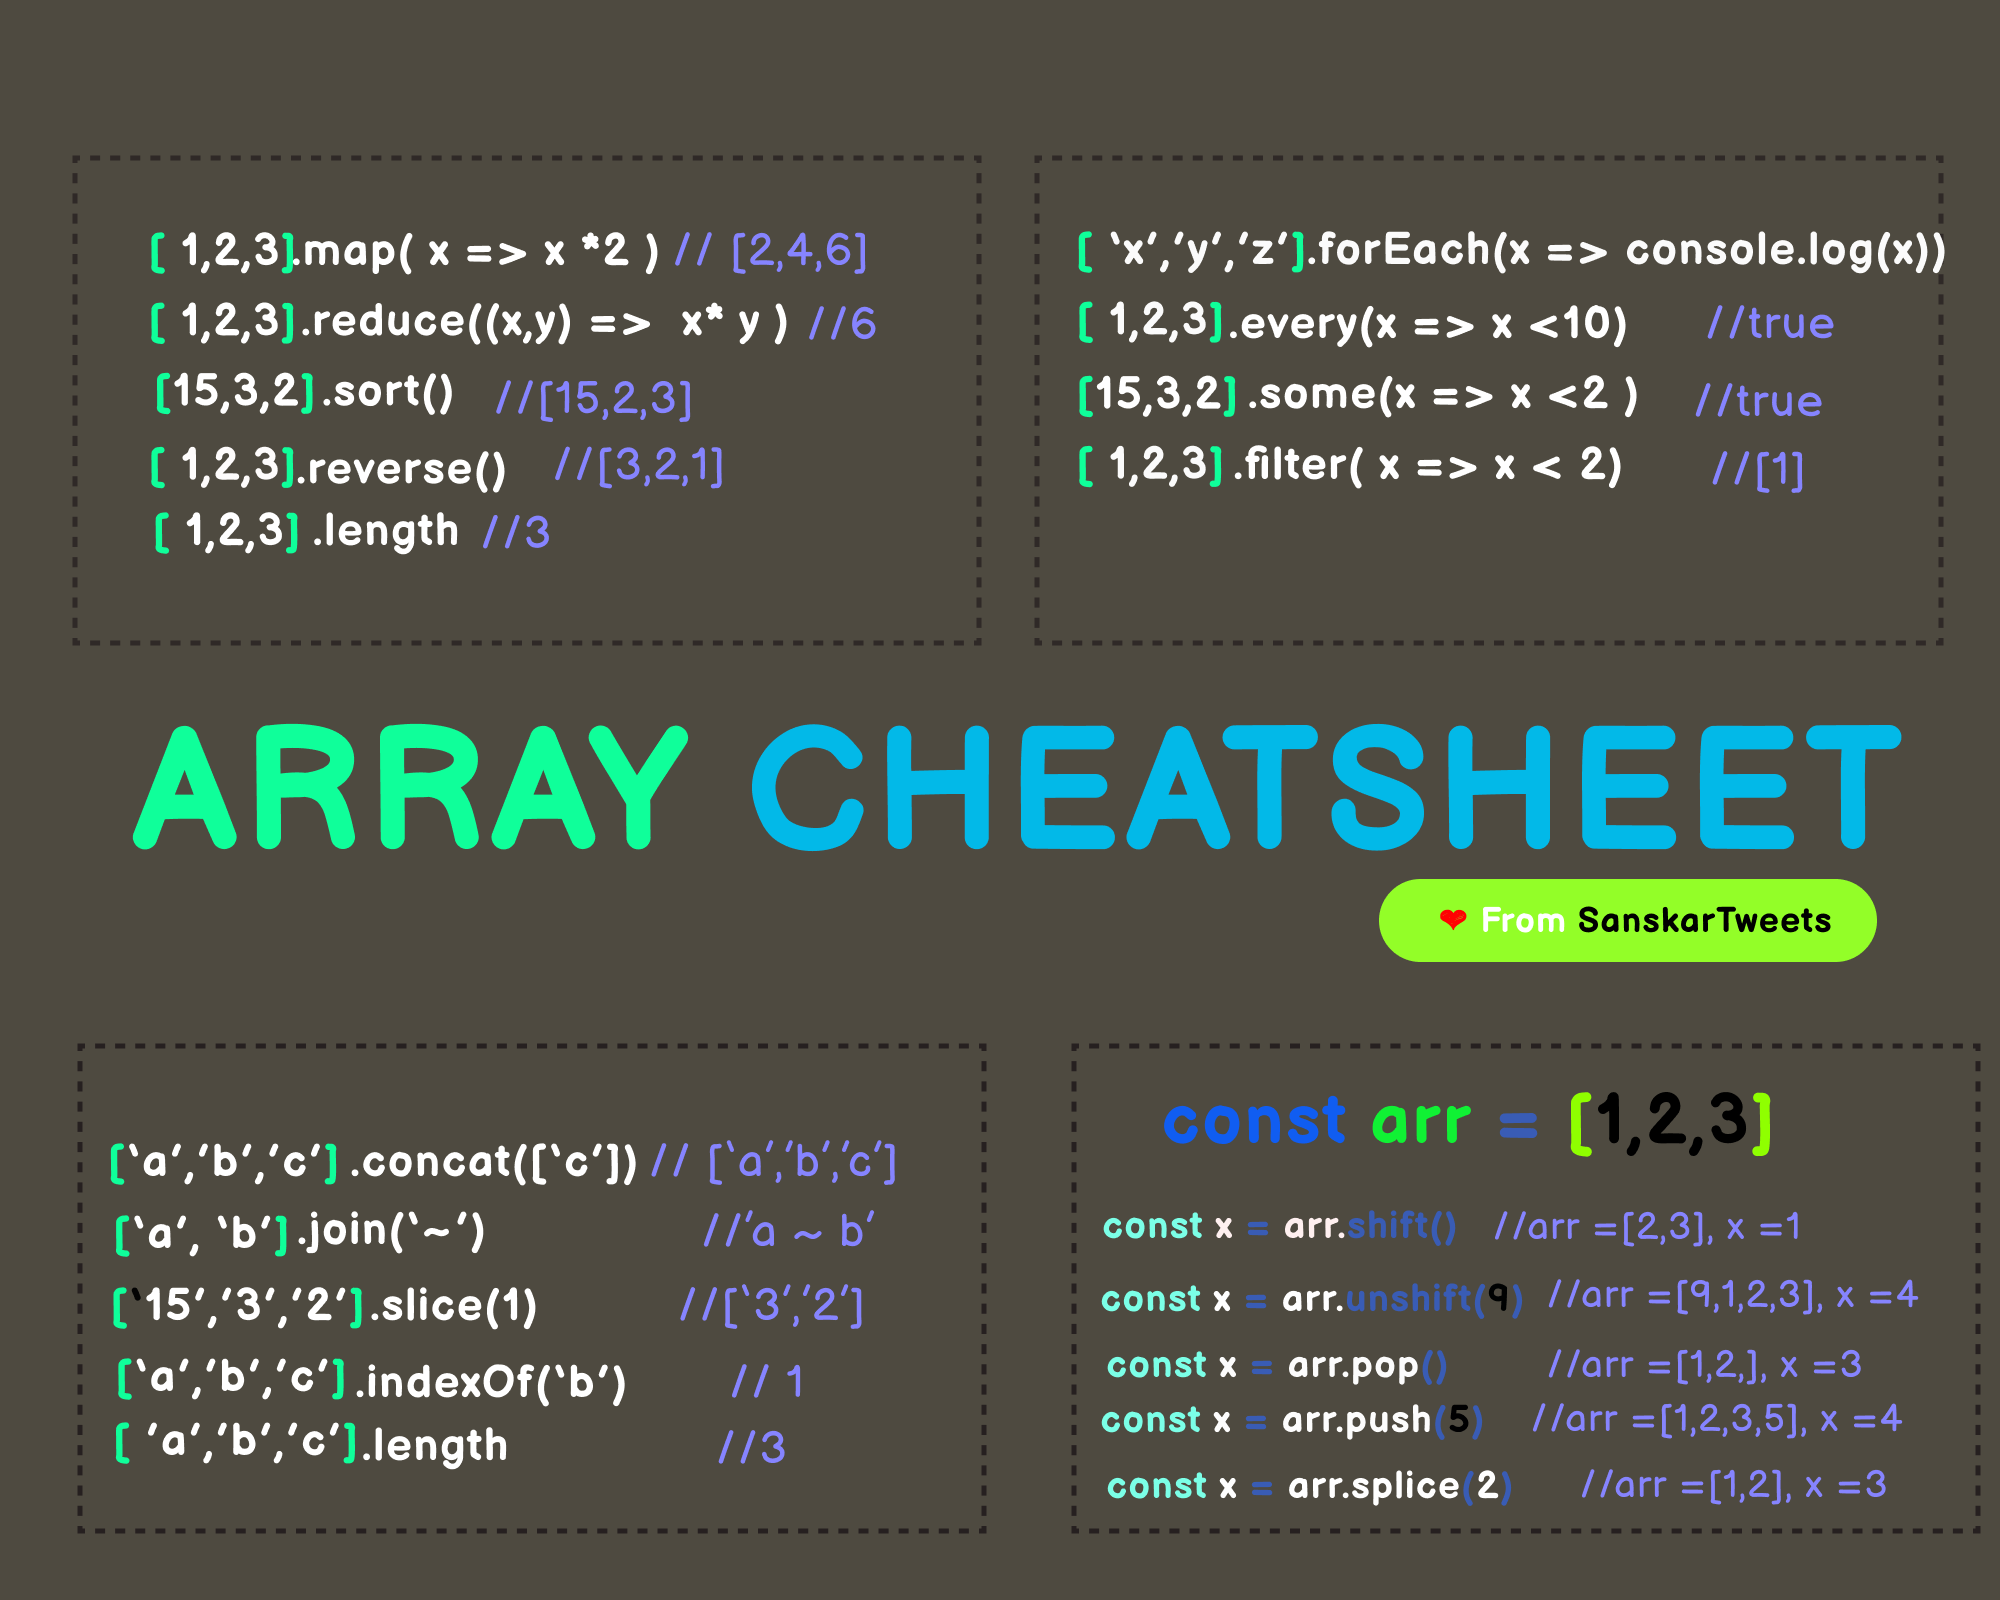 [ 1,2,3].map( x => x *2 ) // [2,4,6]
[ 1,2,3].reduce((x,y) => x* y ) //6
[15,3,2].sort() //[15,2,3]
[ 1,2,3].reverse() //[3,2,1]
[ 1,2,3] .length //3
[ ‘x’,’y’,’z’].forEach(x => console.log(x))
[ 1,2,3].every(x => x <10) //true
[15,3,2] .some(x => x <2 ) //true
[ 1,2,3] .filter( x => x < 2) //[1]
ARRAY CHEATSHEET
❤ From SanskarTweets
[‘a’,’b’,’c’] .concat([‘c’]) // [‘a’,’b’,’c’]
[‘a’, ‘b’].join(‘~’) //’a ~ b’
[‘15’,’3’,’2’].slice(1) //[‘3’,’2’]
[‘a’,’b’,’c’].indexOf(‘b’) // 1
[ ’a’,’b’,’c’].length //3
const arr = [1,2,3]
const x = arr.shift() //arr =[2,3], x =1
const x = arr.unshift(9) //arr =[9,1,2,3], x =4
const x = arr.pop() //arr =[1,2,], x =3
const x = arr.push(5) //arr =[1,2,3,5], x =4
const x = arr.splice(2) //arr =[1,2], x =3